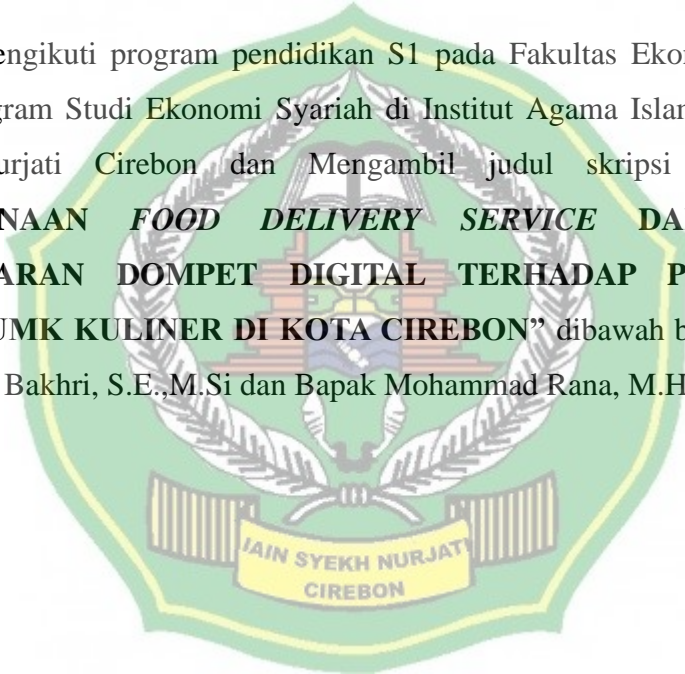 engikuti program pendidikan S1 pada Fakultas Ekon
gram Studi Ekonomi Syariah di Institut Agama Islam
urjati Cirebon dan Mengambil judul skripsi
NAAN FOOD DELIVERY SERVICE DA
ARAN DOMPET DIGITAL TERHADAP P
UMK KULINER DI KOTA CIREBON” dibawah b
Bakhri, S.E.,M.Si dan Bapak Mohammad Rana, M.H
IAIN SYEKH NURJATI
CIREBON